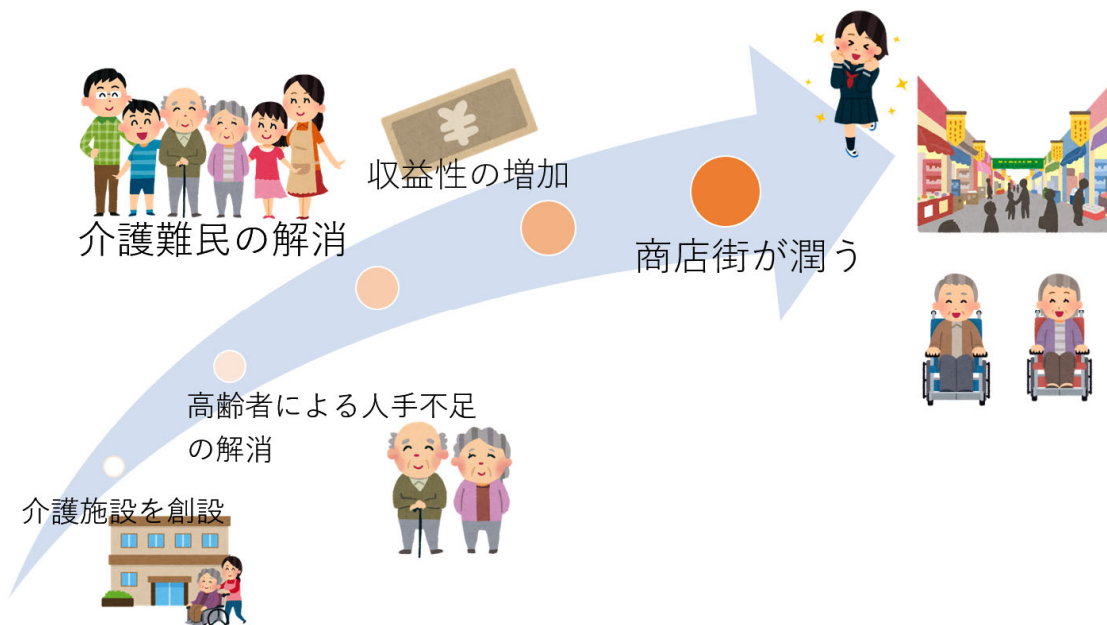 介護難民の解消
収益性の増加
商店街が潤う
高齢者による人手不足
の解消
介護施設を創設